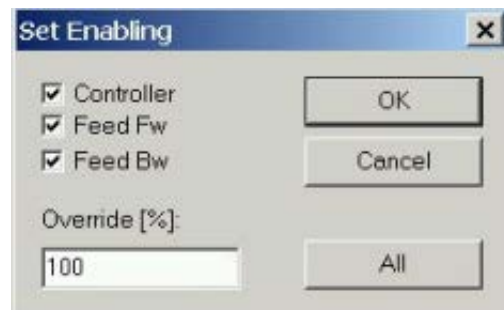 Set Enabling
Controller
Feed Fw
Feed Bw
Override [%]:
100
OK
Cancel
All